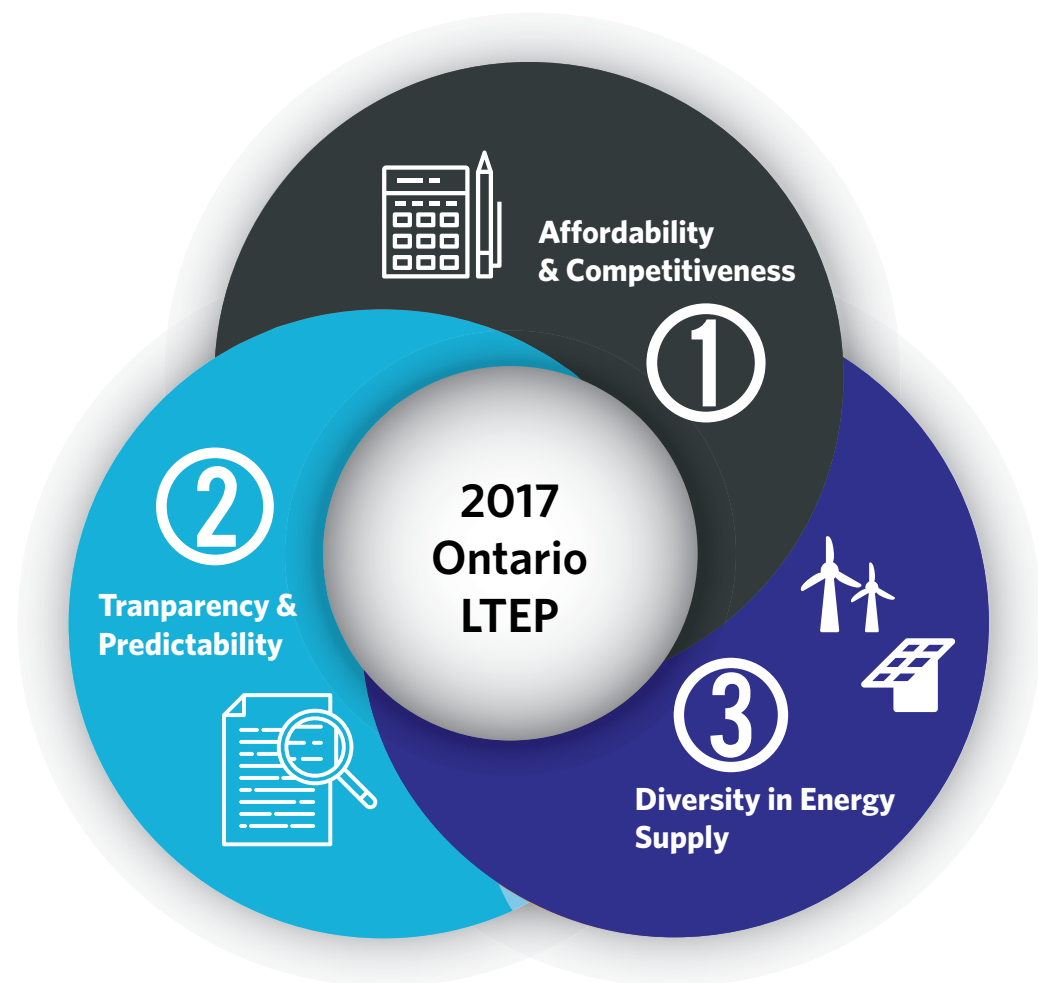 Affordability
& Competitiveness
1
2017
Ontario
LTEP
2
Tranparency &
Predictability
3
Diversity in Energy
Supply